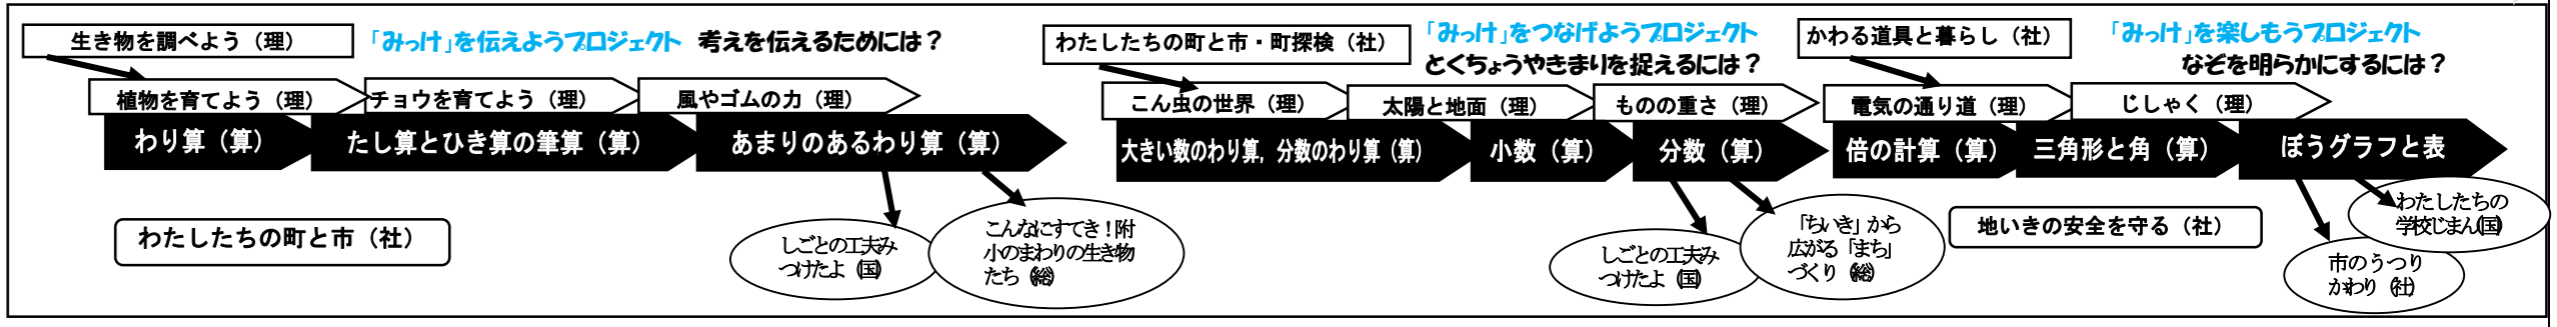 生き物を調べよう（理）
「みっけ」を伝えようプロジェクト　考えを伝えるためには？
植物を育てよう（理）
チョウを育てよう（理）
風やゴムの力（理）
わり算（算）
たし算とひき算の筆算（算）
あまりのあるわり算（算）
わたしたちの町と市（社）
しごとの工夫み
つけたよ（国）
こんなにすてき！附
小のまわりの生き物
たち（総）
わたしたちの町と市・町探検（社）
「みっけ」をつなげようプロジェクト
とくちょうやきまりを捉えるには？
こん虫の世界（理）
太陽と地面（理）
ものの重さ（理）
大きい数のわり算，分数のわり算（算）
小数（算）
分数（算）
しごとの工夫み
つけたよ（国）
「ちいき」から
広がる「まち」
づくり（総）
かわる道具と暮らし（社）
「みっけ」を楽しもうプロジェクト
なぞを明らかにするには？
電気の通り道（理）
じしゃく（理）
倍の計算（算）
三角形と角（算）
ぼうグラフと表
地いきの安全を守る（社）
わたしたちの
学校じまん（国）
市のうつり
かわり（社）